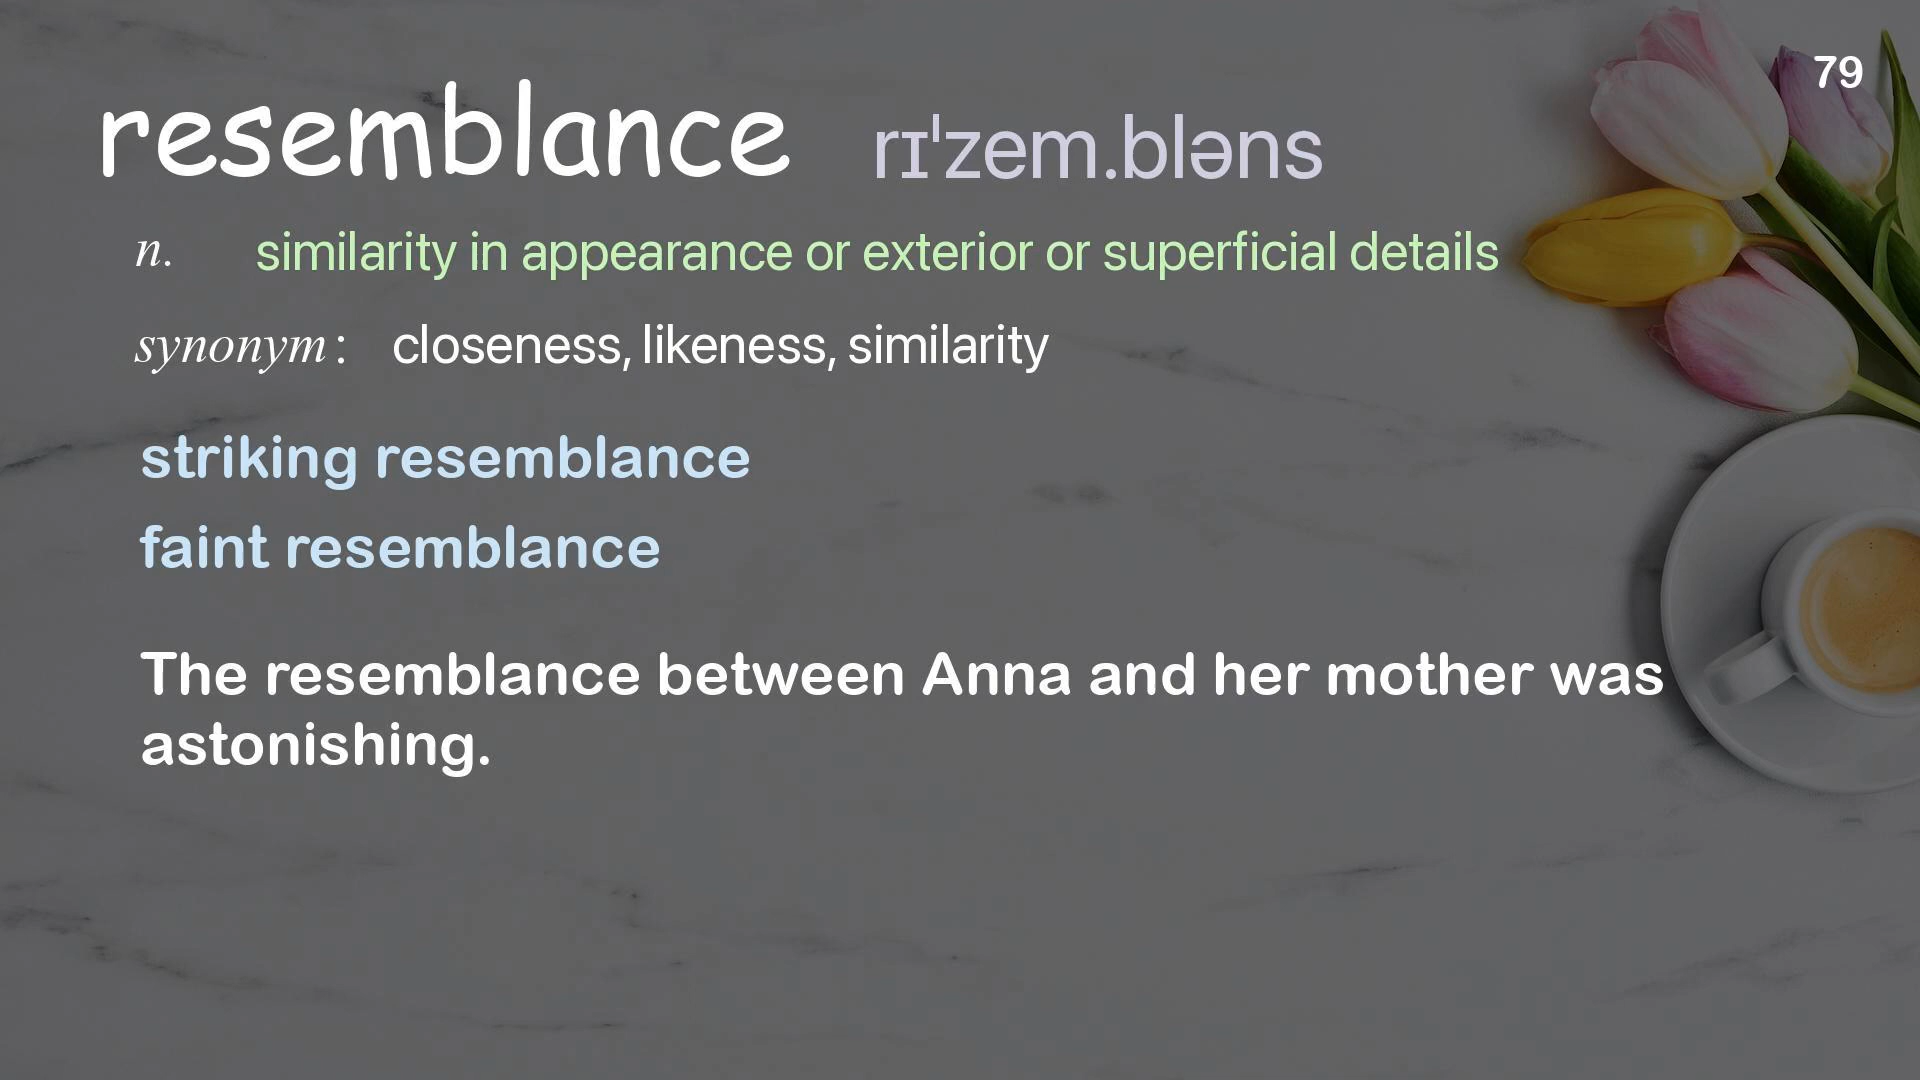 79
resemblance rɪˈzem.bləns
n. similarity in appearance or exterior or superficial details
synonym: closeness, likeness, similarity
striking resemblance
faint resemblance
The resemblance between Anna and her mother was
astonishing.